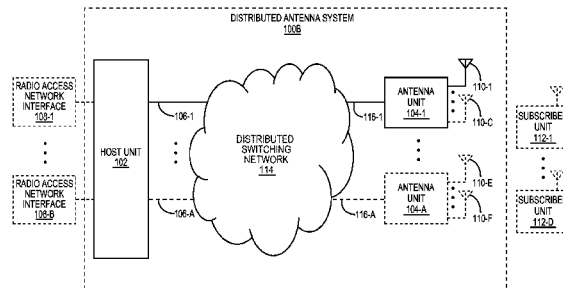 DISTRIBUTED ANTENNA SYSTEM
100B
RADIO ACCESS
NETWORK
INTERFACE
108-1
RADIO ACCESS
NETWORK
INTERFACE
108-B
HOST UNIT
102
106-1
106-A
DISTRIBUTED
SWITCHING
NETWORK
114
116-1
116-A
ANTENNA
UNIT
104-1
ANTENNA
UNIT
104-A
110-1
110-C
110-E
110-F
SUBSCRIBER
UNIT
112-1
SUBSCRIBER
UNIT
112-D